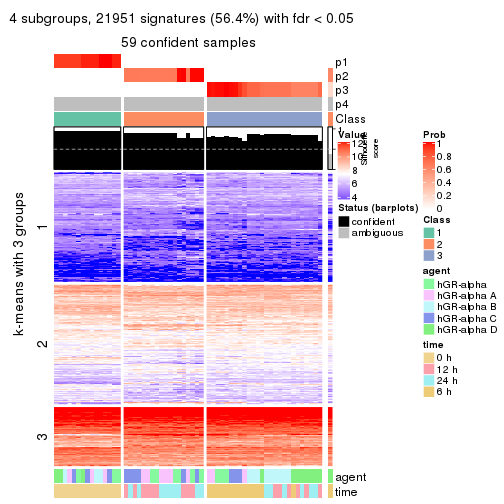 4 subgroups, 21951 signatures (56.4%) with fdr < 0.05
59 confident samples
p1
p2
p3
p4
Class
1
Silhouette
score
k-means with 3 groups
1
2
3
agent
time
Value
12
10
8
6
4
Status (barplots)
confident
ambiguous
Prob
1
0.8
0.6
0.4
0.2
0
Class
1
2
3
agent
hGR-alpha
hGR-alpha A
hGR-alpha B
hGR-alpha C
hGR-alpha D
time
0 h
12 h
24 h
6 h